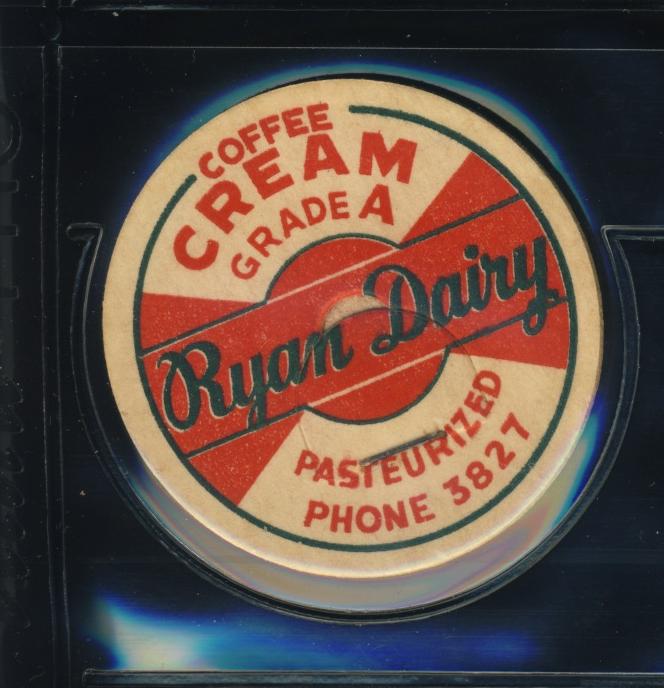 COFFEE
CREAM
GRADE A
Ryan Dairy
PASTEURIZED
PHONE 3827